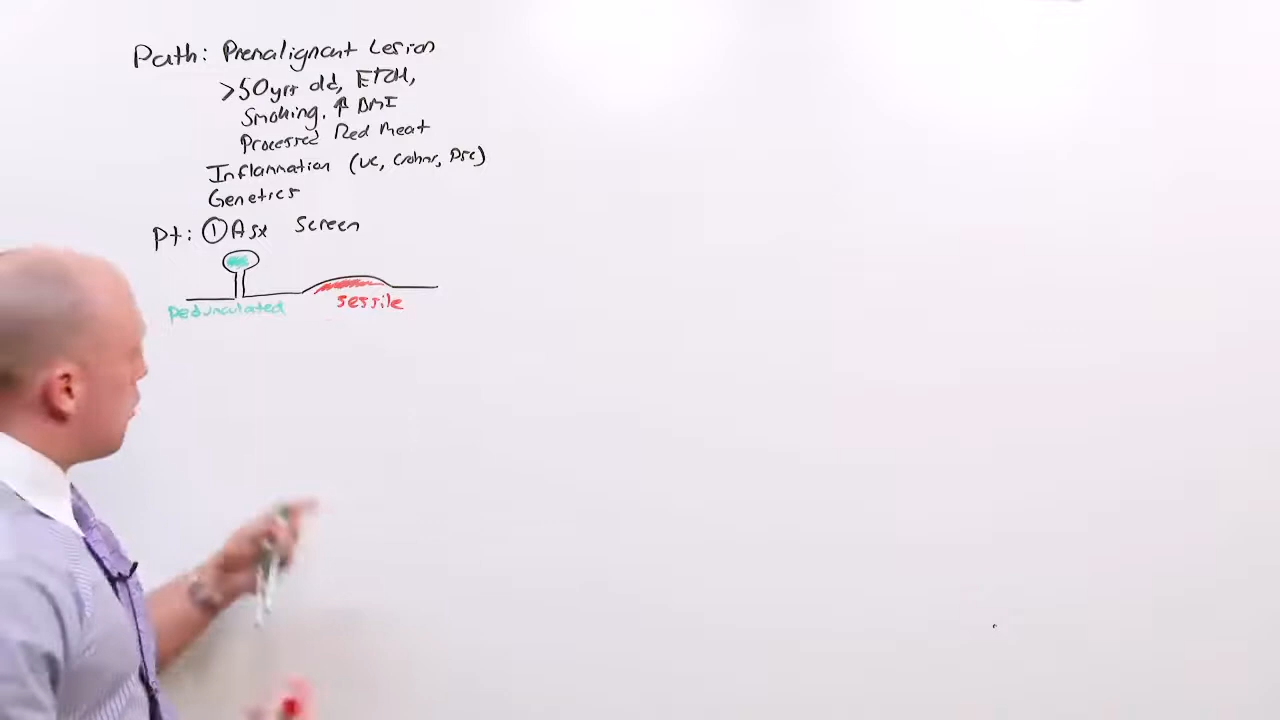 Path: Premalignant Lesion
>50yrs old, ETOH,
Smoking, ↑ BMI
Processed Red Meat
Inflammation (UC, Crohns, PSC)
Genetics
Pt: ① Asx Screen
pedunculated
sessile